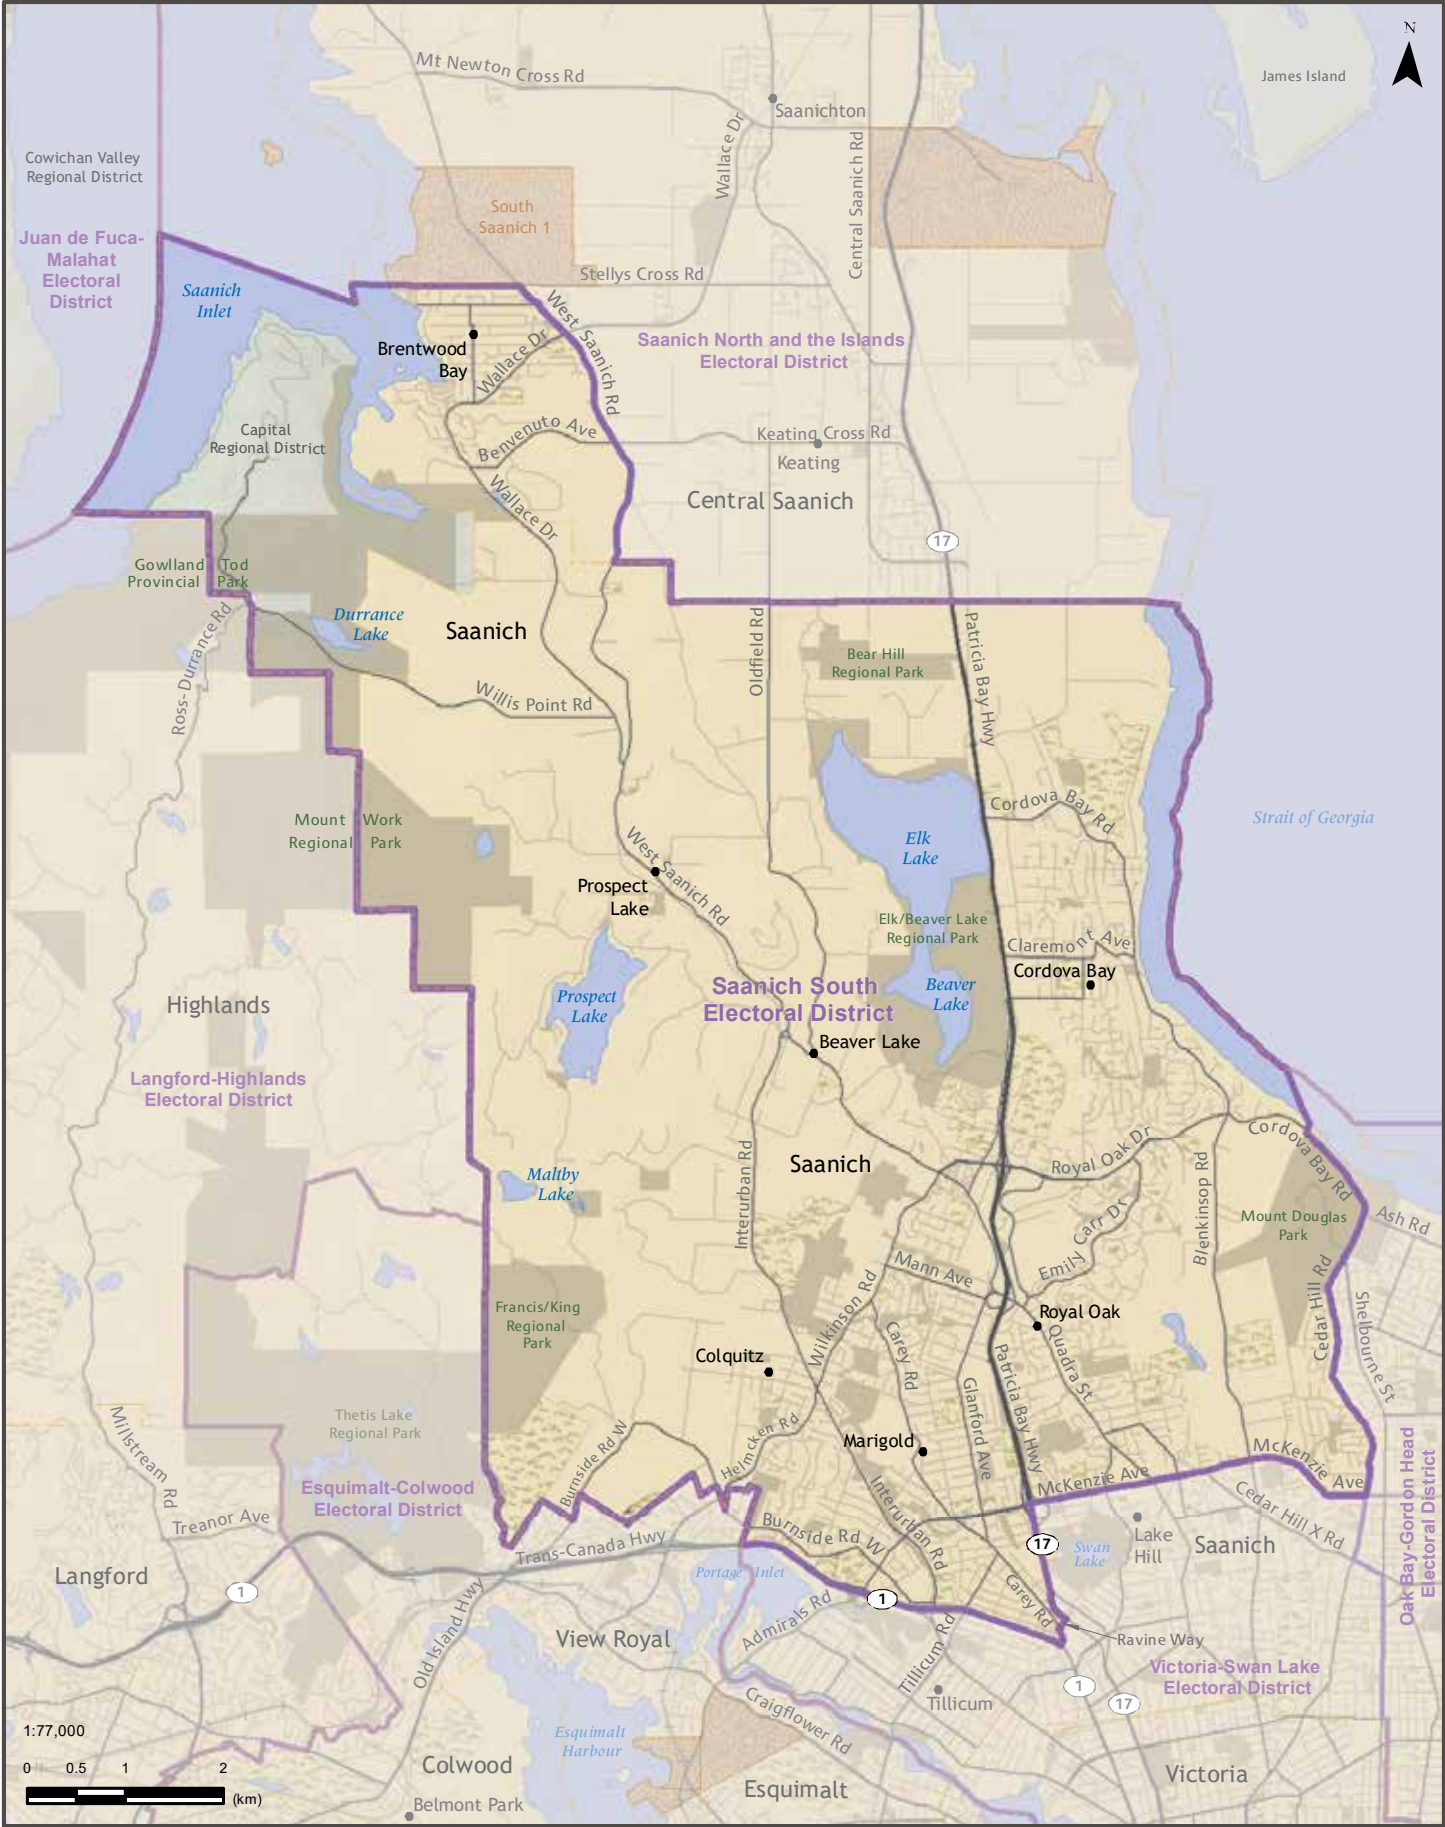 N
James Island
Mt Newton Cross Rd
Saanichton
Wallace Dr
Central Saanich Rd
Cowichan Valley
Regional District
South
Saanich 1
Juan de Fuca-
Malahat
Electoral
District
Stellys Cross Rd
Saanich
Inlet
West Saanich Rd
Saanich North and the Islands
Electoral District
Brentwood
Bay
Wallace Dr
Capital
Regional District
Benvenuto Ave
Keating Cross Rd
Keating
Central Saanich
Wallace Dr
17
Gowlland Tod
Provincial Park
Durrance
Lake
Saanich
Ross-Durrance Rd
Oldfield Rd
Patricia Bay Hwy
Bear Hill
Regional Park
Willis Point Rd
Cordova Bay Rd
Strait of Georgia
Mount Work
Regional Park
Elk
Lake
West Saanich Rd
Prospect
Lake
Elk/Beaver Lake
Regional Park
Claremont Ave
Cordova Bay
Saanich South
Electoral District
Prospect
Lake
Beaver
Lake
Highlands
Beaver Lake
Langford-Highlands
Electoral District
Cordova Bay Rd
Royal Oak Dr
Saanich
Interurban Rd
Maltby
Lake
Blenkinsop Rd
Emily Carr Dr
Mount Douglas
Park
Ash Rd
Mann Ave
Cedar Hill Rd
Shelbourne St
Francis/King
Regional
Park
Wilkinson Rd
Royal Oak
Carey Rd
Quadra St
Colquitz
Patricia Bay Hwy
Glanford Ave
Thetis Lake
Regional Park
Millstream Rd
Burnside Rd W
Helmcken Rd
Marigold
McKenzie Ave
McKenzie Ave
Oak Bay-Gordon Head
Electoral District
Esquimalt-Colwood
Electoral District
Interurban Rd
Cedar Hill X Rd
Treanor Ave
Burnside Rd W
Trans-Canada Hwy
17
Swan
Lake
Lake
Hill
Saanich
Langford
1
Portage Inlet
1
Carey Rd
Old Island Hwy
Admirals Rd
View Royal
Tillicum Rd
Ravine Way
Victoria-Swan Lake
Electoral District
1
17
Tillicum
Craigflower Rd
1:77,000
Esquimalt
Harbour
0 0.5 1 2
(km)
Colwood
Victoria
Esquimalt
Belmont Park